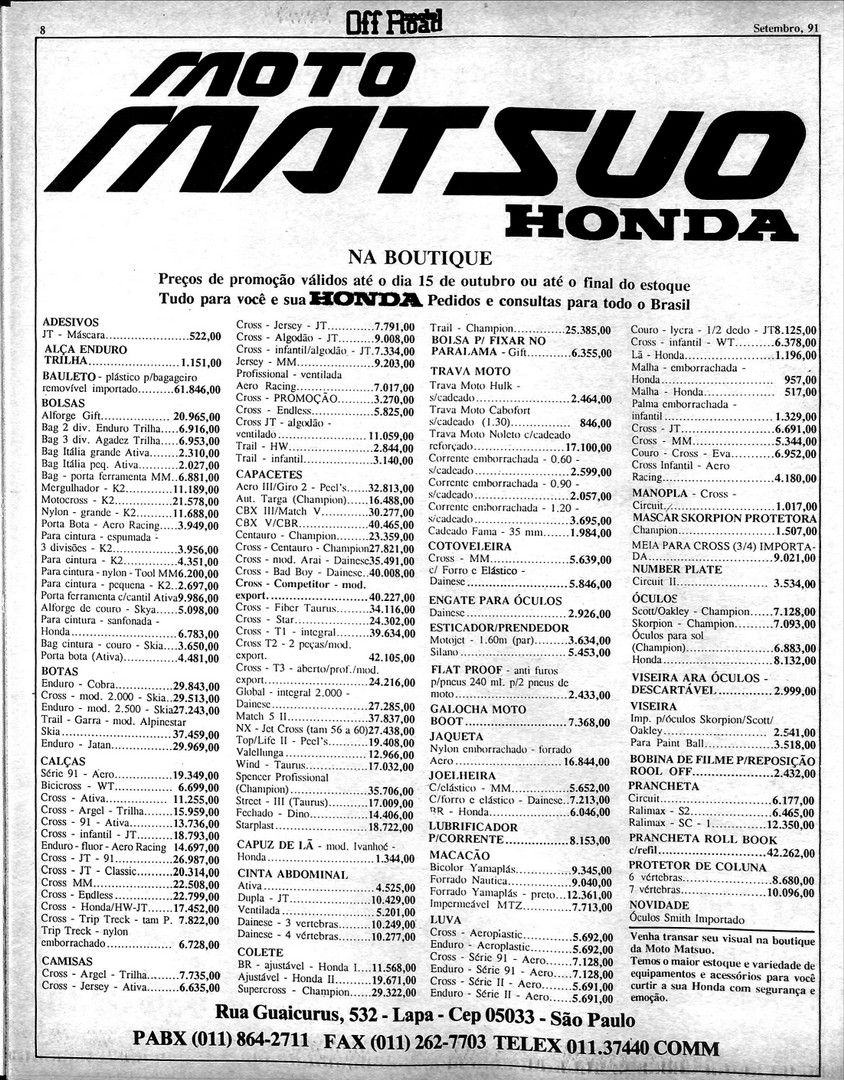 8
Off Road
Setembro, 91
MOTO
MATSUO
HONDA
NA BOUTIQUE
Preços de promoção válidos até o dia 15 de outubro ou até o final do estoque
Tudo para você e sua HONDA Pedidos e consultas para todo o Brasil
ADESIVOS
JT - Máscara..................522,00
ALÇA ENDURO
TRILHA.........................1.151,00
BAULETO - plástico p/bagageiro
removível importado.....61.846,00
BOLSAS
Alforge Gift................... 20.965,00
Bag 2 div. Enduro Trilha...6.916,00
Bag 3 div. Agadez Trilha...6.953,00
Bag Itália grande Ativa......2.310,00
Bag Itália peq. Ativa.........2.027,00
Bag - porta ferramenta MM..6.881,00
Mergulhador - K2............11.189,00
Motocross - K2...............21.578,00
Nylon - grande - K2.........11.688,00
Porta Bota - Aero Racing...3.949,00
Para cintura - espumada -
3 divisões - K2................3.956,00
Para cintura - K2..............4.351,00
Para cintura - nylon - Tool MM6.200,00
Para cintura - pequena - K2..2.697,00
Porta ferramenta c/cantil Ativa9.986,00
Alforge de couro - Skya.....5.098,00
Para cintura - sanfonada -
Honda............................6.783,00
Bag cintura - couro - Skia...3.650,00
Porta bota (Ativa)............4.481,00
BOTAS
Enduro - Cobra................29.843,00
Cross - mod. 2.000 - Skia..29.513,00
Enduro - mod. 2.500 - Skia27.243,00
Trail - Garra - mod. Alpinestar
Skia...............................37.459,00
Enduro - Jatan.................29.969,00
CALÇAS
Série 91 - Aero................19.349,00
Bicicross - WT................. 6.699,00
Cross - Ativa................... 11.255,00
Cross - Argel - Trilha........15.959,00
Cross - 91 - Ativa.............13.736,00
Cross - infantil - JT..........18.793,00
Enduro - fluor - Aero Racing 14.697,00
Cross - JT - 91.................26.987,00
Cross - JT - Classic...........20.314,00
Cross MM.......................22.508,00
Cross - Endless.................22.799,00
Cross - Honda/HW-JT......17.452,00
Cross - Trip Treck - tam P. 7.822,00
Trip Treck - nylon
emborrachado.................. 6.728,00
CAMISAS
Cross - Argel - Trilha.........7.735,00
Cross - Jersey - Ativa.........6.635,00
Cross - Jersey - JT............7.791,00
Cross - Algodão - JT.........9.008,00
Cross - infantil/algodão - JT.7.334,00
Jersey - MM....................9.203,00
Profissional - ventilada
Aero Racing....................7.017,00
Cross - PROMOÇÃO.........3.270,00
Cross - Endless................5.825,00
Cross JT - algodão -
ventilado........................11.059,00
Trail - HW.......................2.844,00
Trail - infantil..................3.140,00
CAPACETES
Aero III/Giro 2 - Peel's.....32.813,00
Aut. Targa (Champion)......16.488,00
CBX III/Match V..............30.277,00
CBX V/CBR....................40.465,00
Centauro - Champion........23.359,00
Cross - Centauro - Champion27.821,00
Cross - mod. Arai - Dainese35.491,00
Cross - Bad Boy - Dainese..40.008,00
Cross - Competitor - mod.
export.............................40.227,00
Cross - Fiber Taurus.........34.116,00
Cross - Star.....................24.302,00
Cross - T1 - integral.........39.634,00
Cross T2 - 2 peças/mod.
export. 42.105,00
Cross - T3 - aberto/prof./mod.
export.............................24.216,00
Global - integral 2.000 -
Dainese..........................27.285,00
Match 5 II.......................37.837,00
NX - Jet Cross (tam 56 a 60)27.438,00
Top/Life II - Peel's...........19.408,00
Vallelunga.......................12.966,00
Wind - Taurus..................17.032,00
Spencer Profissional
(Champion).....................35.706,00
Street - III (Taurus)..........17.009,00
Fechado - Dino................14.406,00
Starplast.........................18.722,00
CAPUZ DE LÃ - mod. Ivanhoé -
Honda............................1.344,00
CINTA ABDOMINAL
Ativa..............................4.525,00
Dupla - JT.......................10.429,00
Ventilada........................5.201,00
Dainese - 3 vertebras........10.249,00
Dainese - 4 vértebras........10.277,00
COLETE
BR - ajustável - Honda I....11.568,00
Ajustável - Honda II.........19.671,00
Supercross - Champion.....29.322,00
Trail - Champion..............25.385,00
BOLSA P/ FIXAR NO
PARALAMA - Gift............6.355,00
TRAVA MOTO
Trava Moto Hulk -
s/cadeado........................2.464,00
Trava Moto Cabofort
s/cadeado (1.30)............... 846,00
Trava Moto Noleto c/cadeado
reforçado........................17.100,00
Corrente emborrachada - 0.60 -
s/cadeado........................2.599,00
Corrente emborrachada - 0.90 -
s/cadeado........................2.057,00
Corrente emborrachada - 1.20 -
s/cadeado........................3.695,00
Cadeado Fama - 35 mm.....1.984,00
COTOVELEIRA
Cross - MM.....................5.639,00
c/ Forro e Elástico -
Dainese..........................5.846,00
ENGATE PARA ÓCULOS
Dainese..........................2.926,00
ESTICADOR/PRENDEDOR
Motojet - 1.60m (par).......3.634,00
Silano.............................5.453,00
FLAT PROOF - anti furos
p/pneus 240 ml. p/2 pneus de
moto..............................2.433,00
GALOCHA MOTO
BOOT............................7.368,00
JAQUETA
Nylon emborrachado - forrado
Aero..............................16.844,00
JOELHEIRA
C/elástico - MM...............5.652,00
C/forro e elástico - Dainese..7.213,00
BR - Honda.....................6.046,00
LUBRIFICADOR
P/CORRENTE..................8.153,00
MACACÃO
Bicolor Yamaplás..............9.345,00
Forrado Nautica...............9.040,00
Forrado Yamaplás - preto...12.361,00
Impermeável MTZ............7.713,00
LUVA
Cross - Aeroplastic...........5.692,00
Enduro - Aeroplastic.........5.692,00
Cross - Série 91 - Aero......7.128,00
Enduro - Série 91 - Aero....7.128,00
Cross - Série II - Aero.......5.691,00
Enduro - Série II - Aero.....5.691,00
Couro - lycra - 1/2 dedo - JT8.125,00
Cross - infantil - WT.........6.378,00
Lã - Honda......................1.196,00
Malha - emborrachada -
Honda............................ 957,00
Malha - Honda................. 517,00
Palma emborrachada -
infantil...........................1.329,00
Cross - JT.......................6.691,00
Cross - MM.....................5.344,00
Couro - Cross - Eva..........6.952,00
Cross Infantil - Aero
Racing............................4.180,00
MANOPLA - Cross -
Circuit............................1.017,00
MASCAR SKORPION PROTETORA
Champion.......................1.507,00
MEIA PARA CROSS (3/4) IMPORTA-
DA.................................9.021,00
NUMBER PLATE
Circuit II.........................3.534,00
ÓCULOS
Scott/Oakley - Champion....7.128,00
Skorpion - Champion.........7.093,00
Óculos para sol
(Champion).....................6.883,00
Honda............................8.132,00
VISEIRA ARA ÓCULOS -
DESCARTÁVEL...............2.999,00
VISEIRA
Imp. p/óculos Skorpion/Scott/
Oakley........................... 2.541,00
Para Paint Ball.................3.518,00
BOBINA DE FILME P/REPOSIÇÃO
ROOL OFF......................2.432,00
PRANCHETA
Circuit............................6.177,00
Ralimax - S2....................6.465,00
Ralimax - SC - 1..............12.350,00
PRANCHETA ROLL BOOK
c/refil.............................42.262,00
PROTETOR DE COLUNA
6 vértebras......................8.680,00
7 vértebras......................10.096,00
NOVIDADE
Óculos Smith Importado
Venha transar seu visual na boutique
da Moto Matsuo.
Temos o maior estoque e variedade de
equipamentos e acessórios para você
curtir a sua Honda com segurança e
emoção.
Rua Guaicurus, 532 - Lapa - Cep 05033 - São Paulo
PABX (011) 864-2711 FAX (011) 262-7703 TELEX 011.37440 COMM